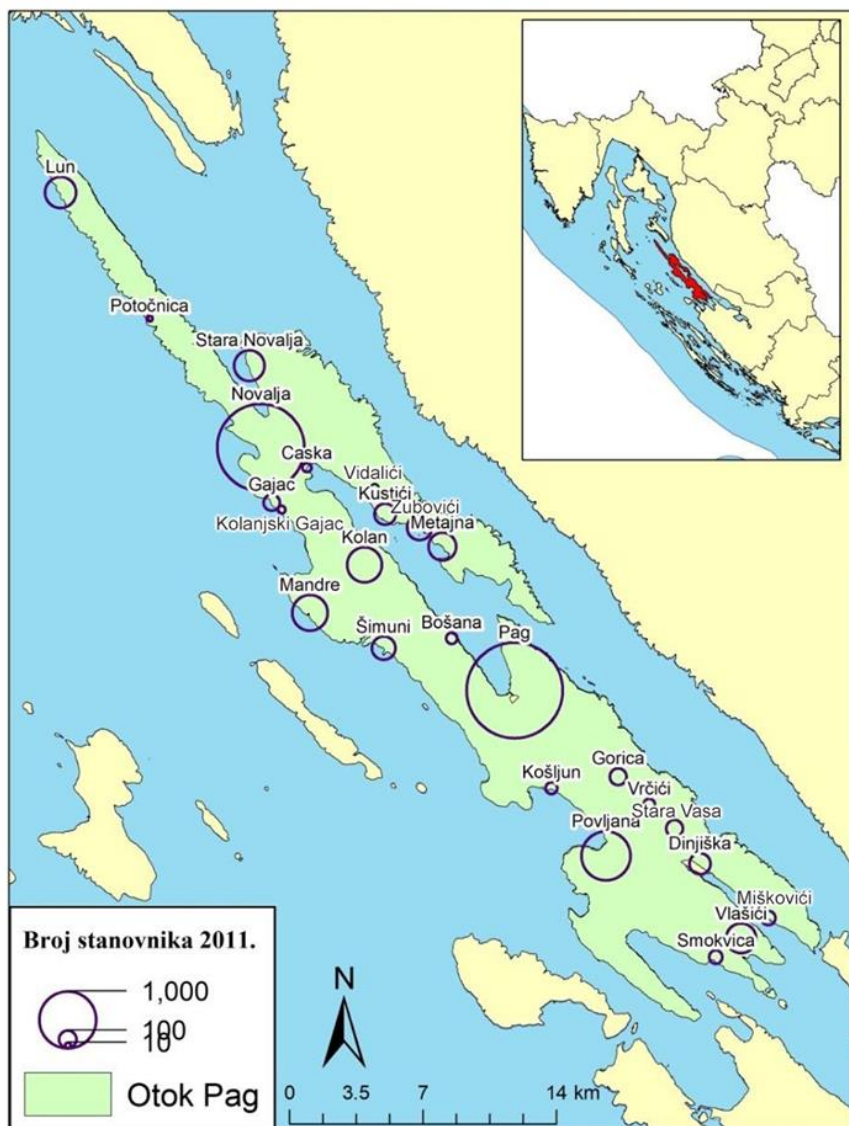 Lun
Potočnica
Stara Novalja
Novalja
Caska
Vidalići
Gajac
Kustići
Zubovići
Kolanjski Gajac
Metajna
Kolan
Mandre
Šimuni
Bošana
Pag
Košljun
Gorica
Vrčići
Stara Vasa
Povljana
Dinjiška
Miškovići
Vlašići
Smokvica
Broj stanovnika 2011.
1,000
100
10
Otok Pag
N
0 3.5 7 14 km